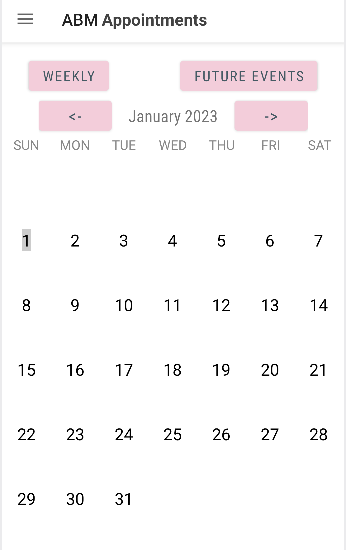 ABM Appointments
WEEKLY FUTURE EVENTS
<- January 2023 ->
SUN MON TUE WED THU FRI SAT
1 2 3 4 5 6 7
8 9 10 11 12 13 14
15 16 17 18 19 20 21
22 23 24 25 26 27 28
29 30 31